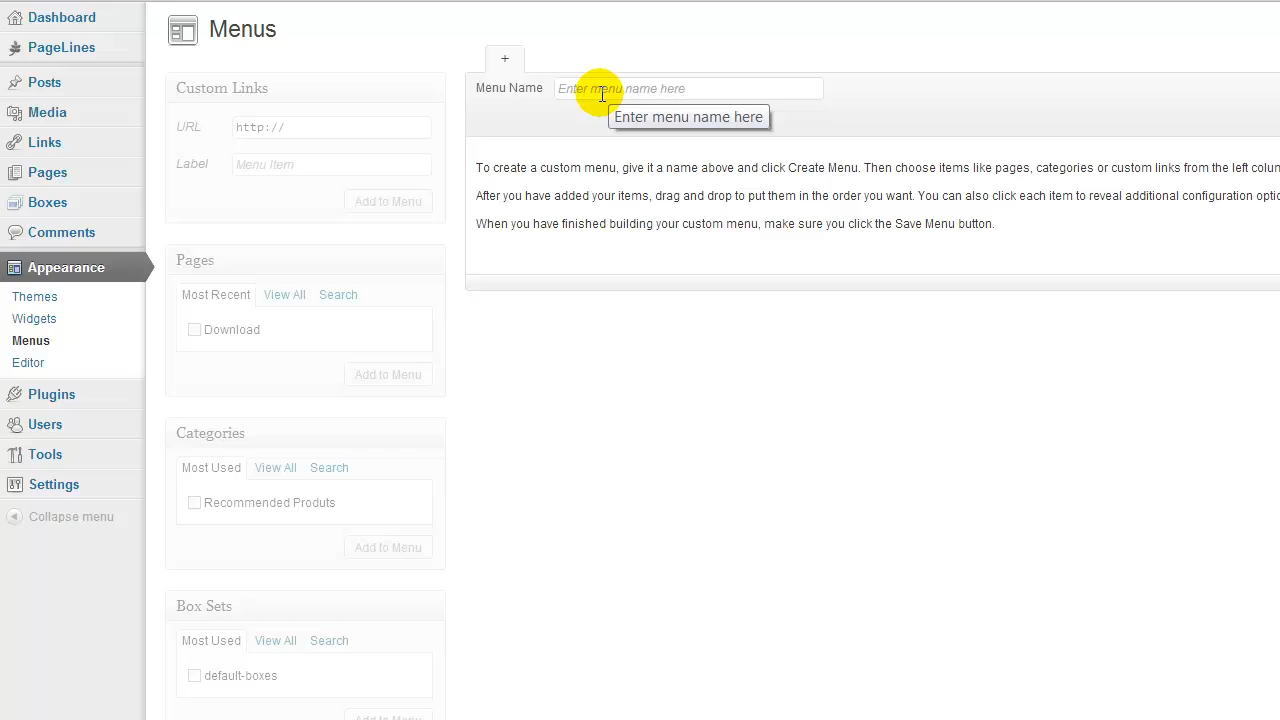 Dashboard
PageLines
Posts
Media
Links
Pages
Boxes
Comments
Appearance
Themes
Widgets
Menus
Editor
Plugins
Users
Tools
Settings
Collapse menu
Menus
Custom Links
URL http://
Label Menu Item
Add to Menu
Pages
Most Recent View All Search
Download
Add to Menu
Categories
Most Used View All Search
Recommended Produts
Add to Menu
Box Sets
Most Used View All Search
default-boxes
Add to Menu
+
Menu Name Enter menu name here
Enter menu name here
To create a custom menu, give it a name above and click Create Menu. Then choose items like pages, categories or custom links from the left
After you have added your items, drag and drop to put them in the order you want. You can also click each item to reveal additional configuration
When you have finished building your custom menu, make sure you click the Save Menu button.